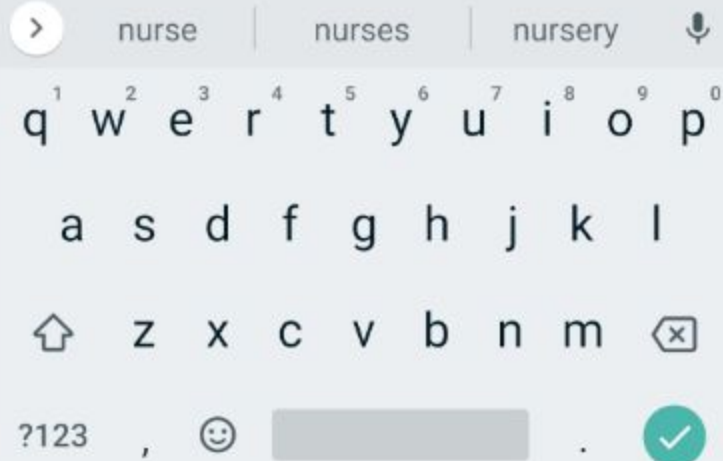 nurse nurses nursery
1 2 3 4 5 6 7 8 9 0
q w e r t y u i o p
a s d f g h j k l
z x c v b n m
?123 , .